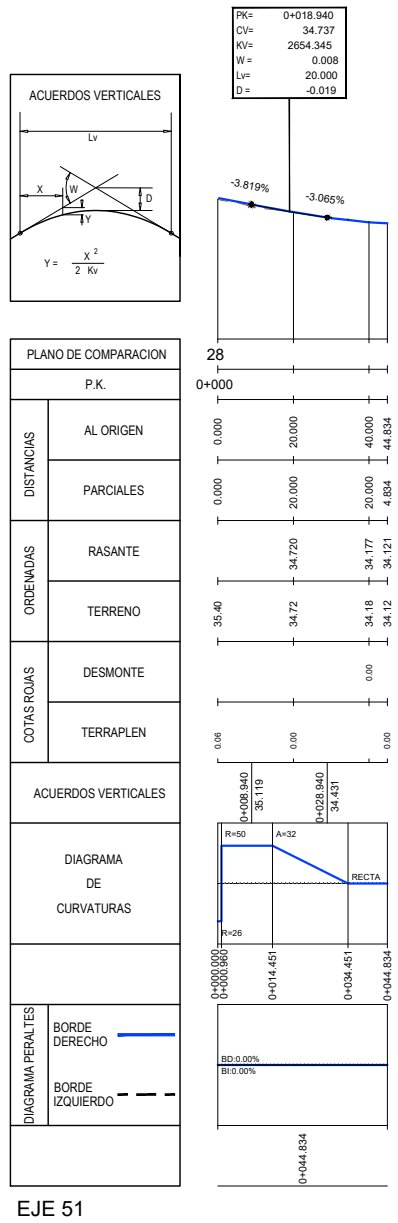 PK= 0+018.940
CV= 34.737
KV= 2654.345
W = 0.008
Lv= 20.000
D = -0.019
ACUERDOS VERTICALES
Lv
X
W
D
Y
Y = X 2
2 Kv
-3.819%
-3.065%
PLANO DE COMPARACION 28
P.K. 0+000
DISTANCIAS
AL ORIGEN 0.000 20.000 40.000 44.834
PARCIALES 0.000 20.000 20.000 4.834
ORDENADAS
RASANTE 34.720 34.177 34.121
TERRENO 35.40 34.72 34.18 34.12
COTAS ROJAS
DESMONTE 0.00
TERRAPLEN 0.06 0.00 0.00
ACUERDOS VERTICALES
0+008.940
35.119
0+028.940
34.431
DIAGRAMA
DE
CURVATURAS
R=50
A=32
RECTA
R=26
0+000.000
0+000.960
0+014.451
0+034.451
0+044.834
DIAGRAMA PERALTES
BORDE
DERECHO
BORDE
IZQUIERDO
BD:0.00%
BI:0.00%
0+044.834
EJE 51